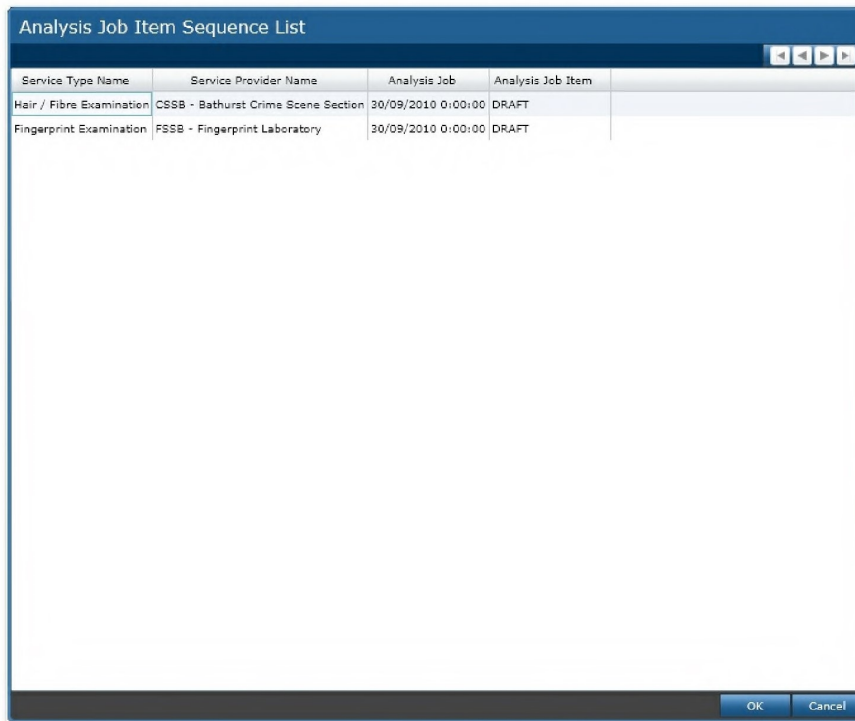 Analysis Job Item Sequence List
Service Type Name Service Provider Name Analysis Job Analysis Job Item
Hair / Fibre Examination CSSB - Bathurst Crime Scene Section 30/09/2010 0:00:00 DRAFT
Fingerprint Examination FSSB - Fingerprint Laboratory 30/09/2010 0:00:00 DRAFT
OK Cancel